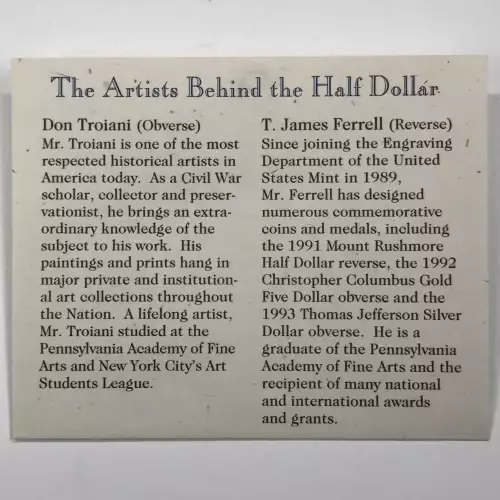 The Artists Behind the Half Dollar
Don Troiani (Obverse)
Mr. Troiani is one of the most
respected historical artists in
America today. As a Civil War
scholar, collector and preser-
vationist, he brings an extra-
ordinary knowledge of the
subject to his work. His
paintings and prints hang in
major private and institution-
al art collections throughout
the Nation. A lifelong artist,
Mr. Troiani studied at the
Pennsylvania Academy of Fine
Arts and New York City's Art
Students League.
T. James Ferrell (Reverse)
Since joining the Engraving
Department of the United
States Mint in 1989,
Mr. Ferrell has designed
numerous commemorative
coins and medals, including
the 1991 Mount Rushmore
Half Dollar reverse, the 1992
Christopher Columbus Gold
Five Dollar obverse and the
1993 Thomas Jefferson Silver
Dollar obverse. He is a
graduate of the Pennsylvania
Academy of Fine Arts and the
recipient of many national
and international awards
and grants.